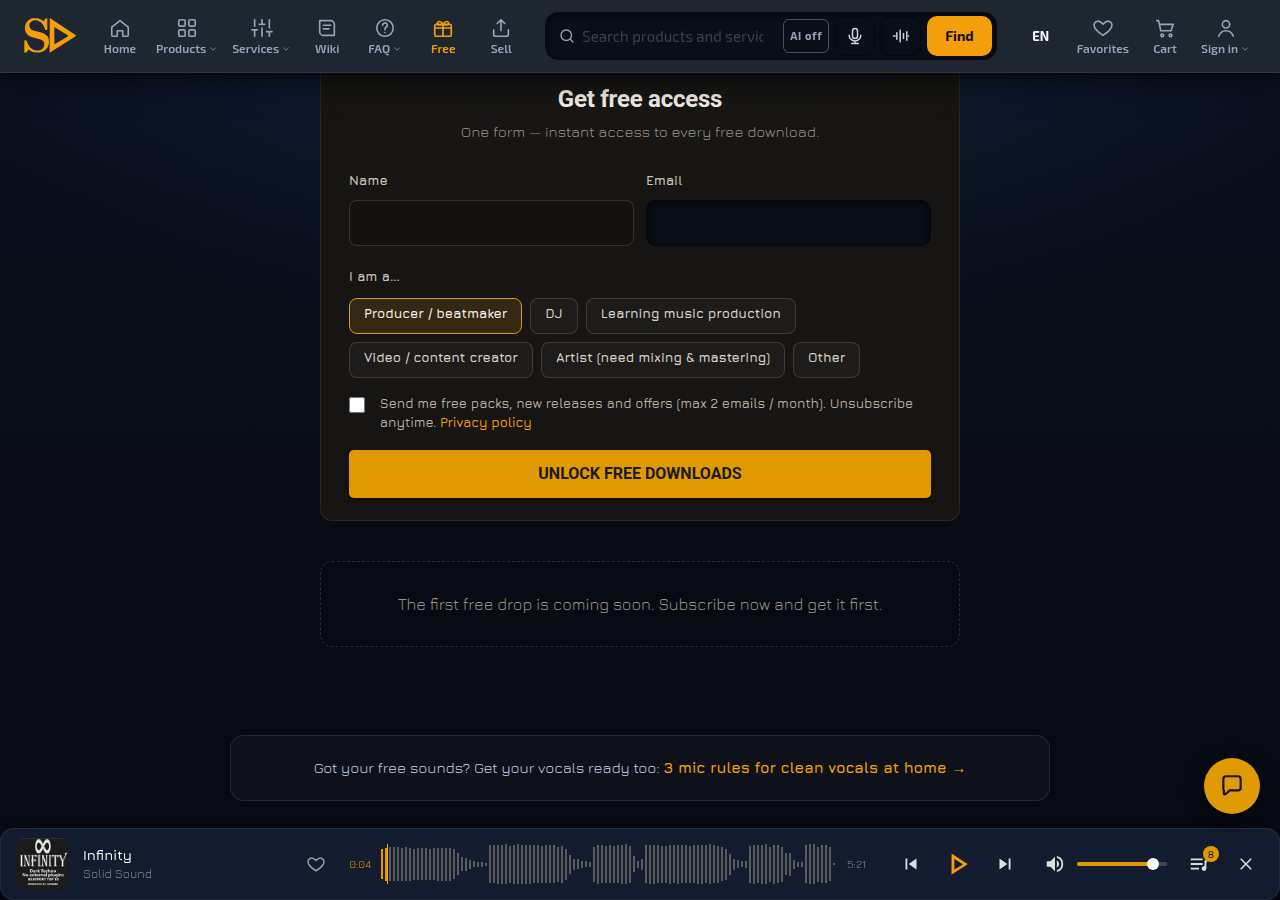 SD
Home
Products
Services
Wiki
FAQ
Free
Sell
Search products and servic
AI off
Find
EN
Favorites
Cart
Sign in
Get free access
One form — instant access to every free download.
Name
Email
I am a...
Producer / beatmaker
DJ
Learning music production
Video / content creator
Artist (need mixing & mastering)
Other
Send me free packs, new releases and offers (max 2 emails / month). Unsubscribe
anytime. Privacy policy
UNLOCK FREE DOWNLOADS
The first free drop is coming soon. Subscribe now and get it first.
Got your free sounds? Get your vocals ready too: 3 mic rules for clean vocals at home →
INFINITY
Infinity
Solid Sound
0:04
5:21
8